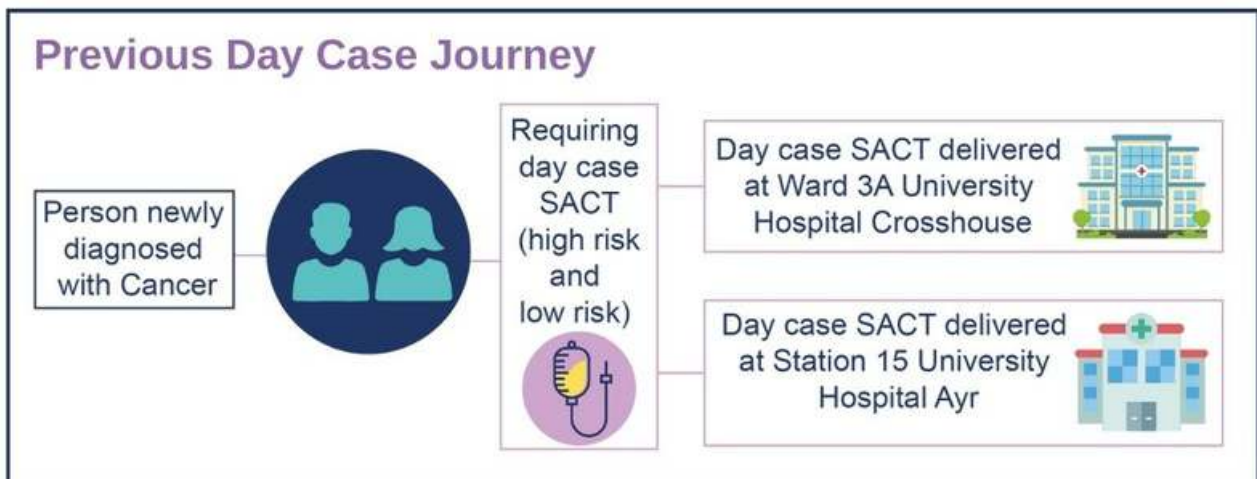 Previous Day Case Journey
Person newly
diagnosed
with Cancer
Requiring
day case
SACT
(high risk
and
low risk)
Day case SACT delivered
at Ward 3A University
Hospital Crosshouse
Day case SACT delivered
at Station 15 University
Hospital Ayr